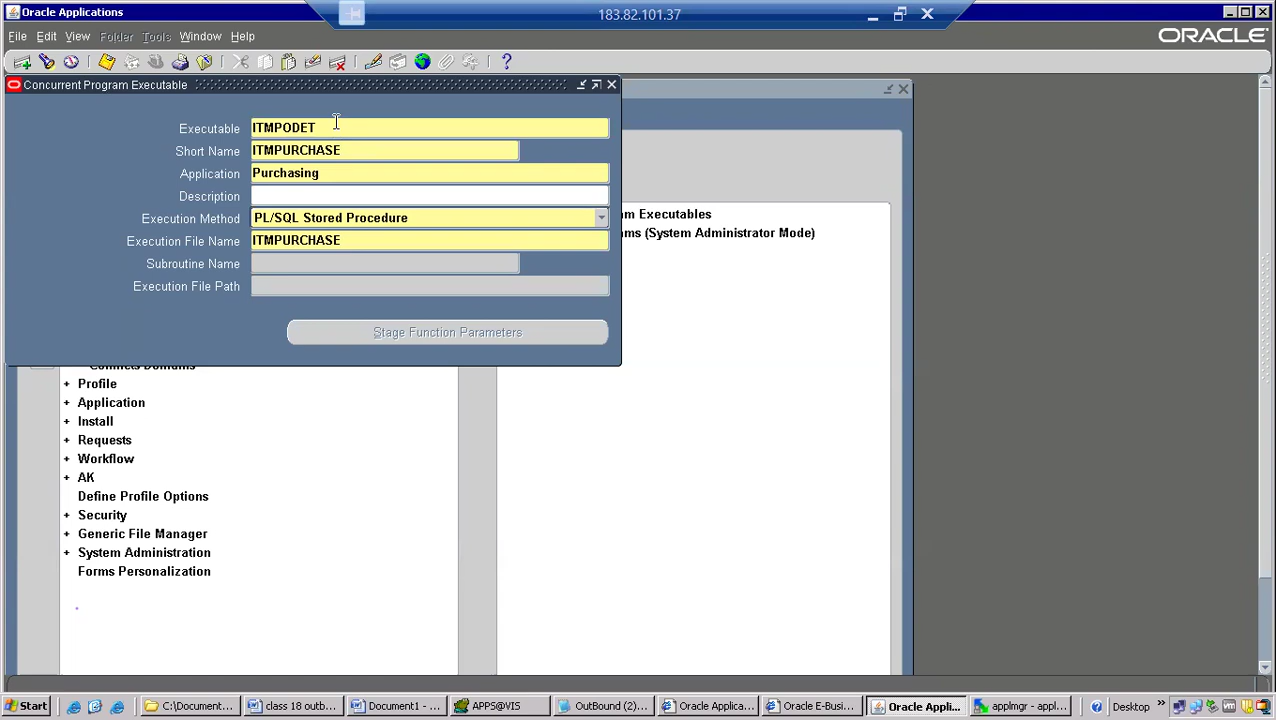 Oracle Applications
183.82.101.37
File Edit View Folder Tools Window Help
ORACLE
Concurrent Program Executable
Executable ITMPODET
Short Name ITMPURCHASE
Application Purchasing
Description
Execution Method PL/SQL Stored Procedure
Execution File Name ITMPURCHASE
Subroutine Name
Execution File Path
Stage Function Parameters
am Executables
ams (System Administrator Mode)
Conflicts Domains
+ Profile
+ Application
+ Install
+ Requests
+ Workflow
+ AK
Define Profile Options
+ Security
+ Generic File Manager
+ System Administration
Forms Personalization
Start C:\Document... class 18 outb... Document1 - ... APPS@VIS OutBound (2)... Oracle Applica... Oracle E-Busi... Oracle Appli... applmgr - appl... Desktop »